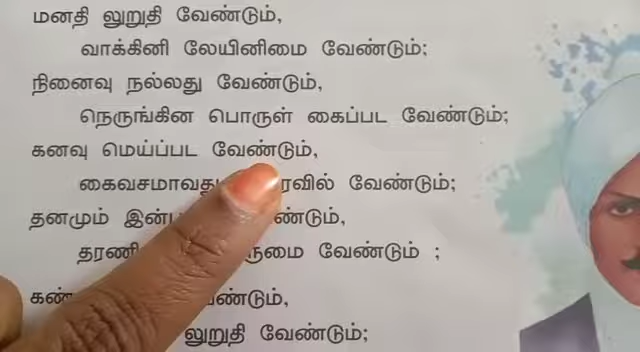 மனதி லுறுதி வேண்டும்,
வாக்கினி லேயினிமை வேண்டும்;
நினைவு நல்லது வேண்டும்,
நெருங்கின பொருள் கைப்பட வேண்டும்;
கனவு மெய்ப்பட வேண்டும்,
கைவசமாவது வேண்டும்;
தனமும்
வேண்டும் ;
லுறுதி வேண்டும்;